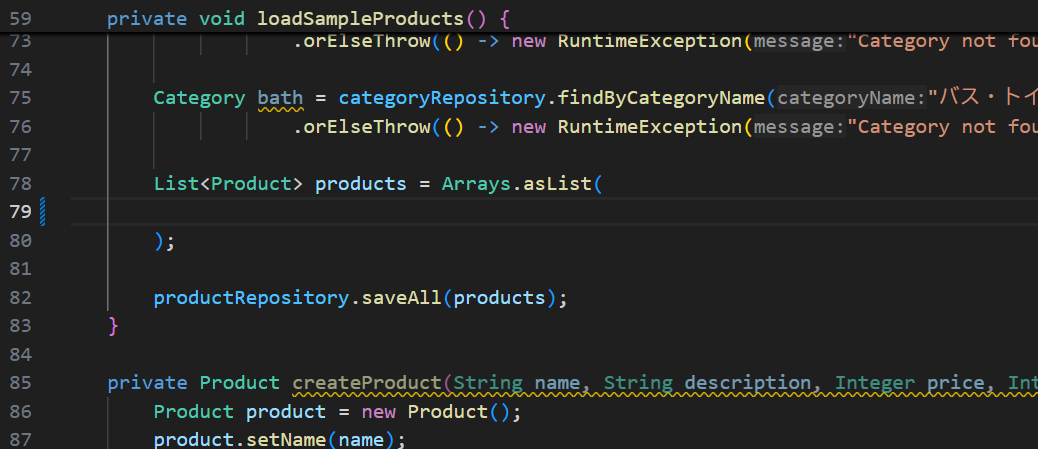 59 private void loadSampleProducts() {
73 .orElseThrow(() -> new RuntimeException(message:"Category not fou
74
75 Category bath = categoryRepository.findByCategoryName(categoryName:"バス・トイ
76 .orElseThrow(() -> new RuntimeException(message:"Category not fou
77
78 List<Product> products = Arrays.asList(
79
80 );
81
82 productRepository.saveAll(products);
83 }
84
85 private Product createProduct(String name, String description, Integer price, Int
86 Product product = new Product();
87 product.setName(name);